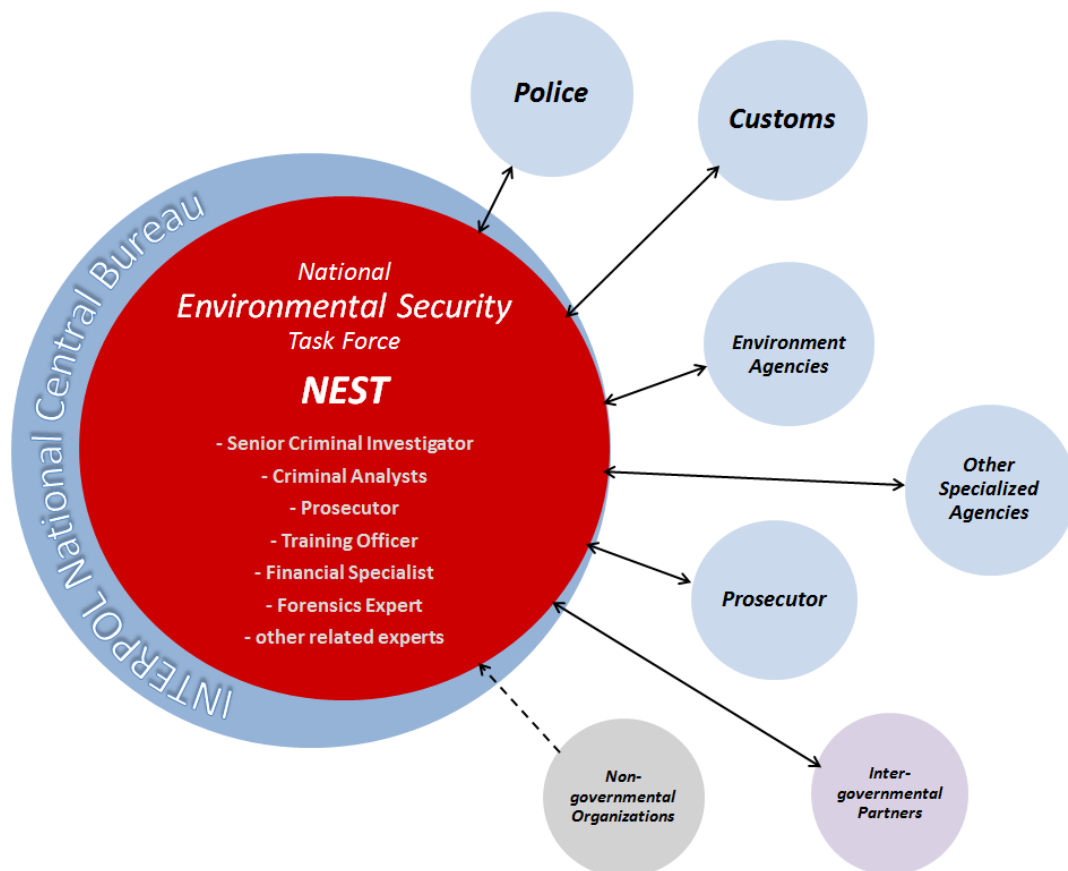 INTERPOL National Central Bureau
National
Environmental Security
Task Force
NEST
- Senior Criminal Investigator
- Criminal Analysts
- Prosecutor
- Training Officer
- Financial Specialist
- Forensics Expert
- other related experts
Police
Customs
Environment
Agencies
Other
Specialized
Agencies
Prosecutor
Inter-
governmental
Partners
Non-
governmental
Organizations